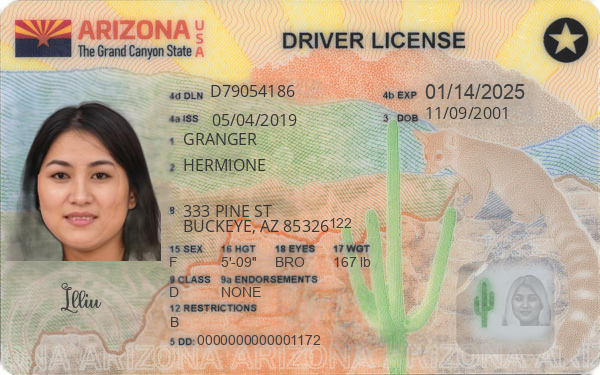 ARIZONA USA
The Grand Canyon State
DRIVER LICENSE
4d DLN D79054186
4b EXP 01/14/2025
4a ISS 05/04/2019
3 DOB 11/09/2001
1 GRANGER
2 HERMIONE
8 333 PINE ST
BUCKEYE, AZ 85326122
15 SEX 16 HGT 18 EYES 17 WGT
F 5'-09" BRO 167 lb
9 CLASS 9a ENDORSEMENTS
D NONE
12 RESTRICTIONS
B
5 DD: 0000000000001172
ARIZONA ARIZONA ARIZONA ARIZONA